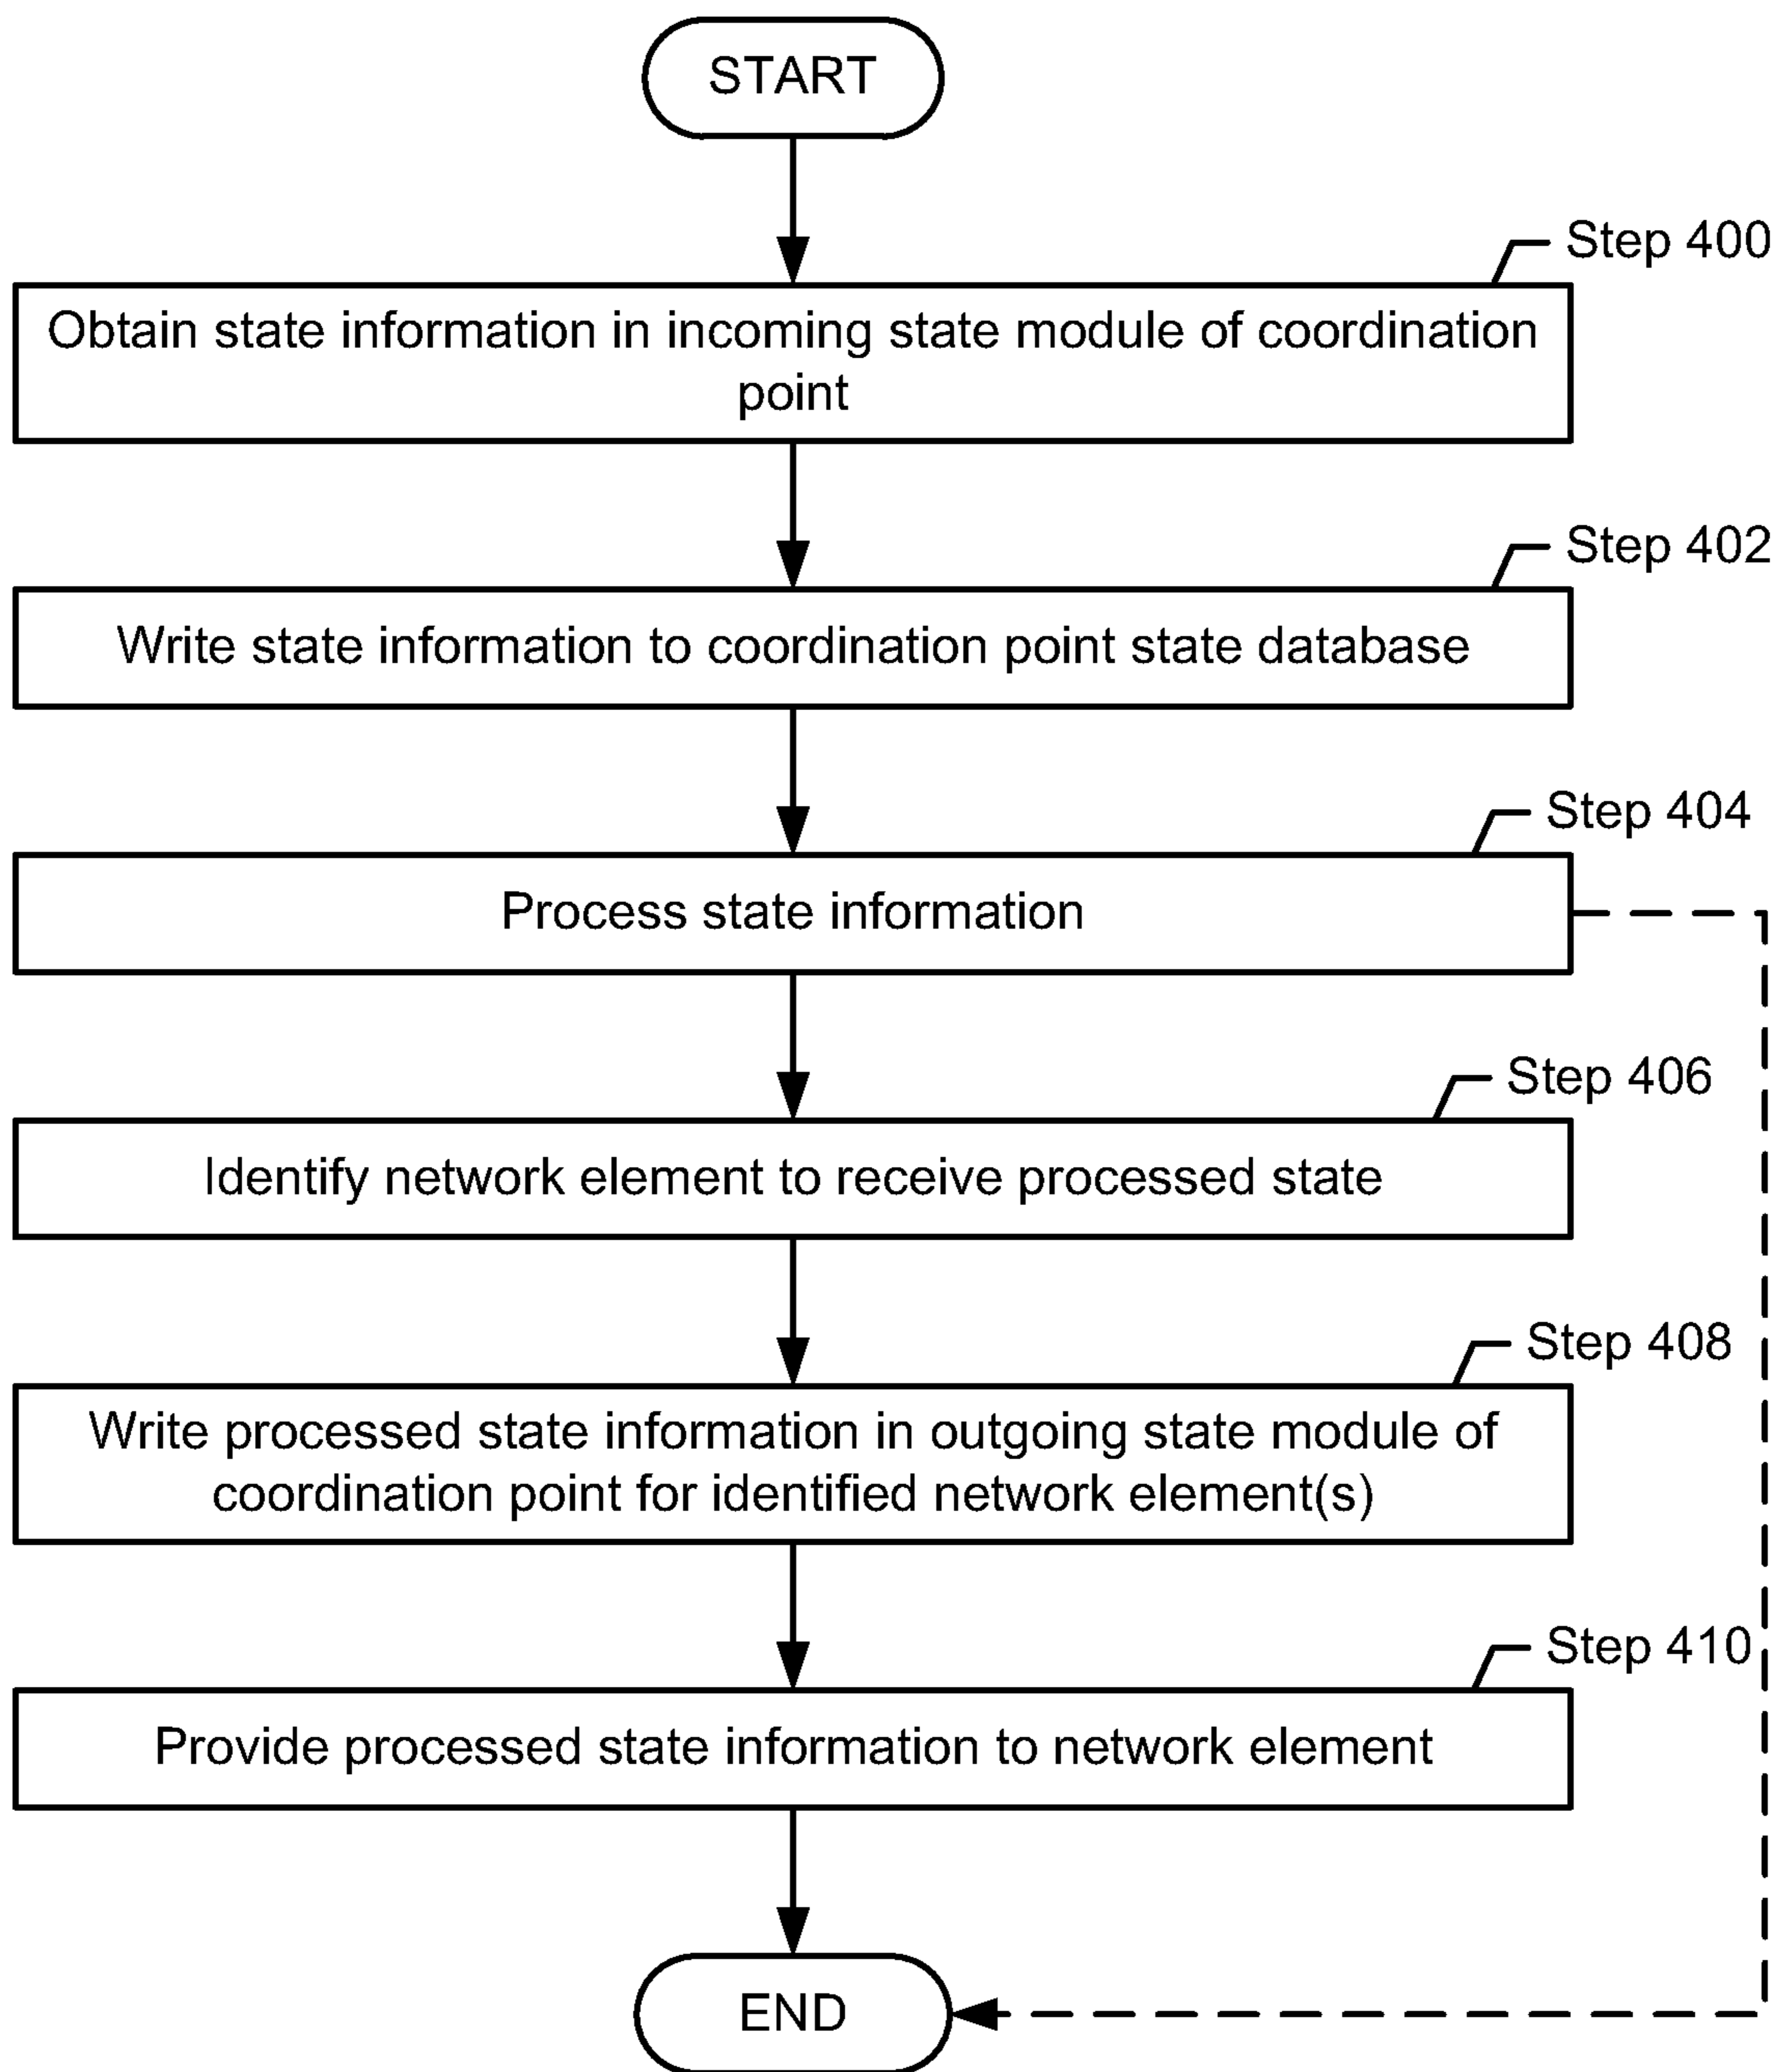 START
Step 400
Obtain state information in incoming state module of coordination
point
Step 402
Write state information to coordination point state database
Step 404
Process state information
Step 406
Identify network element to receive processed state
Step 408
Write processed state information in outgoing state module of
coordination point for identified network element(s)
Step 410
Provide processed state information to network element
END